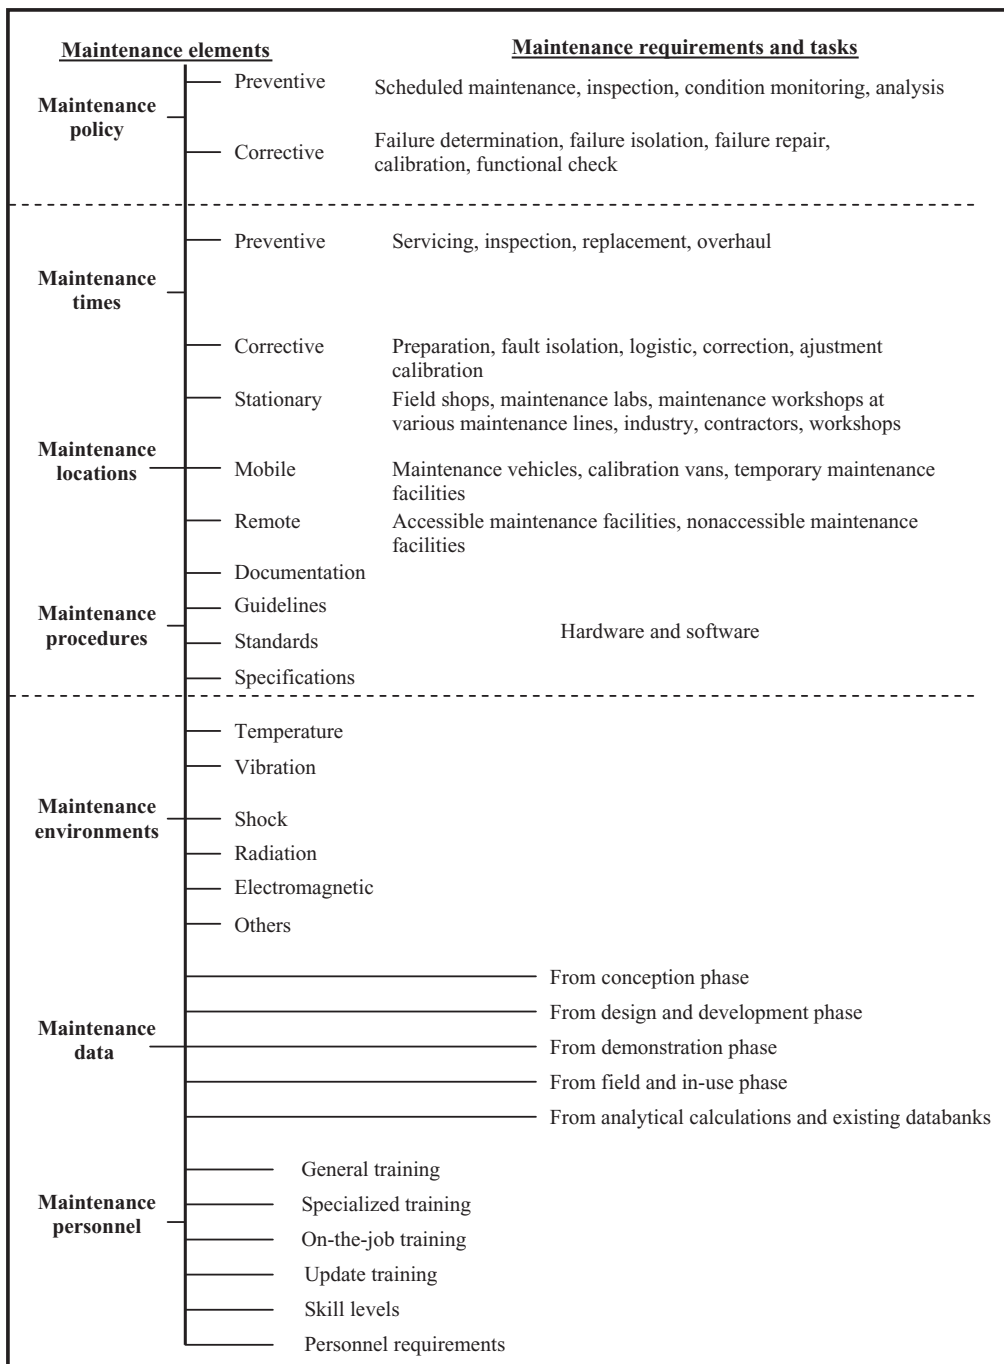 Maintenance elements
Maintenance requirements and tasks
Maintenance
policy
Preventive
Scheduled maintenance, inspection, condition monitoring, analysis
Corrective
Failure determination, failure isolation, failure repair,
calibration, functional check
Maintenance
times
Preventive
Servicing, inspection, replacement, overhaul
Corrective
Preparation, fault isolation, logistic, correction, ajustment
calibration
Maintenance
locations
Stationary
Field shops, maintenance labs, maintenance workshops at
various maintenance lines, industry, contractors, workshops
Mobile
Maintenance vehicles, calibration vans, temporary maintenance
facilities
Remote
Accessible maintenance facilities, nonaccessible maintenance
facilities
Maintenance
procedures
Documentation
Guidelines
Standards
Specifications
Hardware and software
Maintenance
environments
Temperature
Vibration
Shock
Radiation
Electromagnetic
Others
Maintenance
data
From conception phase
From design and development phase
From demonstration phase
From field and in-use phase
From analytical calculations and existing databanks
Maintenance
personnel
General training
Specialized training
On-the-job training
Update training
Skill levels
Personnel requirements